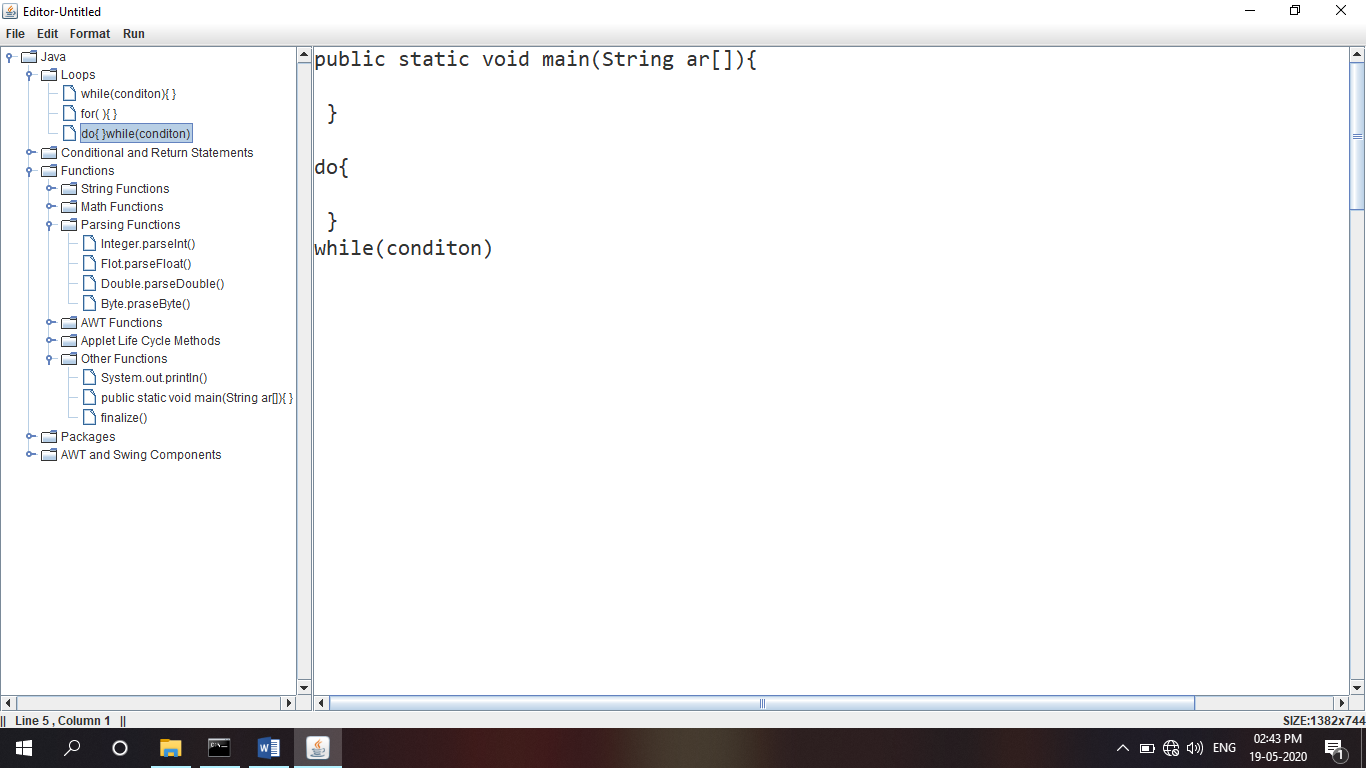 Editor-Untitled
File Edit Format Run
Java
Loops
while(conditon){ }
for( ){ }
do{ }while(conditon)
Conditional and Return Statements
Functions
String Functions
Math Functions
Parsing Functions
Integer.parseInt()
Flot.parseFloat()
Double.parseDouble()
Byte.praseByte()
AWT Functions
Applet Life Cycle Methods
Other Functions
System.out.println()
public static void main(String ar[]){ }
finalize()
Packages
AWT and Swing Components
public static void main(String ar[]){
}
do{
}
while(conditon)
|| Line 5 , Column 1 ||
SIZE:1382x744
ENG
02:43 PM
19-05-2020
1